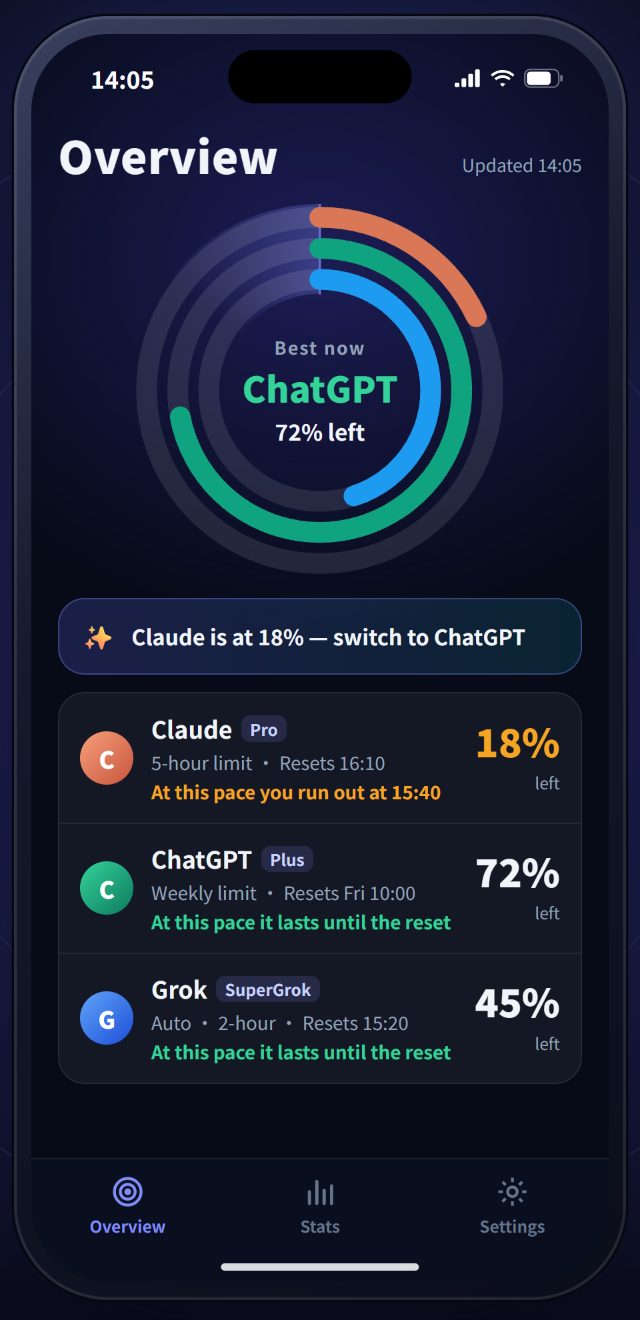 14:05
Overview
Updated 14:05
Best now
ChatGPT
72% left
Claude is at 18% — switch to ChatGPT
C
Claude Pro
5-hour limit • Resets 16:10
At this pace you run out at 15:40
18%
left
C
ChatGPT Plus
Weekly limit • Resets Fri 10:00
At this pace it lasts until the reset
72%
left
G
Grok SuperGrok
Auto • 2-hour • Resets 15:20
At this pace it lasts until the reset
45%
left
Overview
Stats
Settings